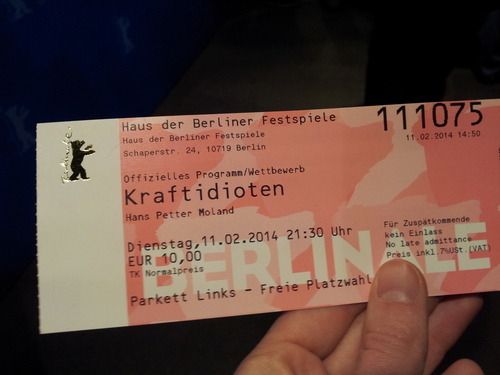 Haus der Berliner Festspiele
Haus der Berliner Festspiele
Schaperstr. 24, 10719 Berlin
111075
11.02.2014 14:50
Offizielles Programm/Wettbewerb
Kraftidioten
Hans Petter Moland
Dienstag, 11.02.2014 21:30 Uhr
EUR 10,00
TK Normalpreis
Parkett Links - Freie Platzwahl
Für Zuspätkommende
kein Einlass
No late admittance
Preis inkl.7%USt.(VAT)
BERLINALE